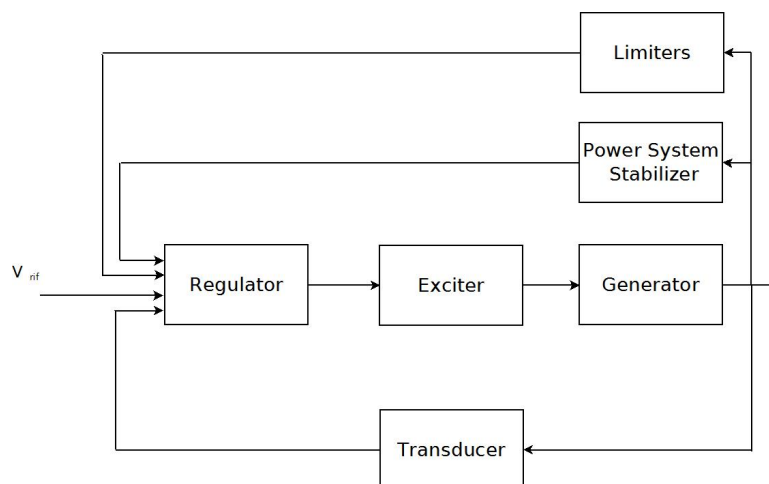 Limiters
Power System
Stabilizer
V rif
Regulator
Exciter
Generator
Transducer